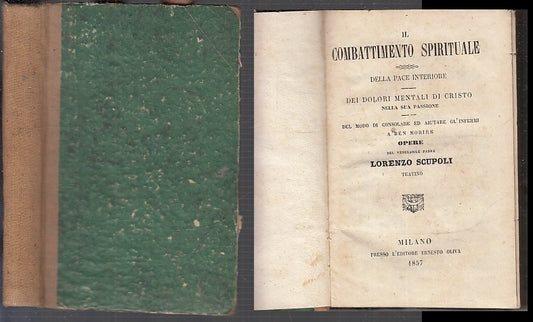 IL
COMBATTIMENTO SPIRITUALE
DELLA PACE INTERIORE
DEI DOLORI MENTALI DI CRISTO
NELLA SUA PASSIONE
DEL MODO DI CONSOLARE ED AIUTARE GL'INFERMI
A BEN MORIRE
OPERE
DEL VENERABILE PADRE
LORENZO SCUPOLI
TEATINO
MILANO
PRESSO L'EDITORE ERNESTO OLIVA
1857